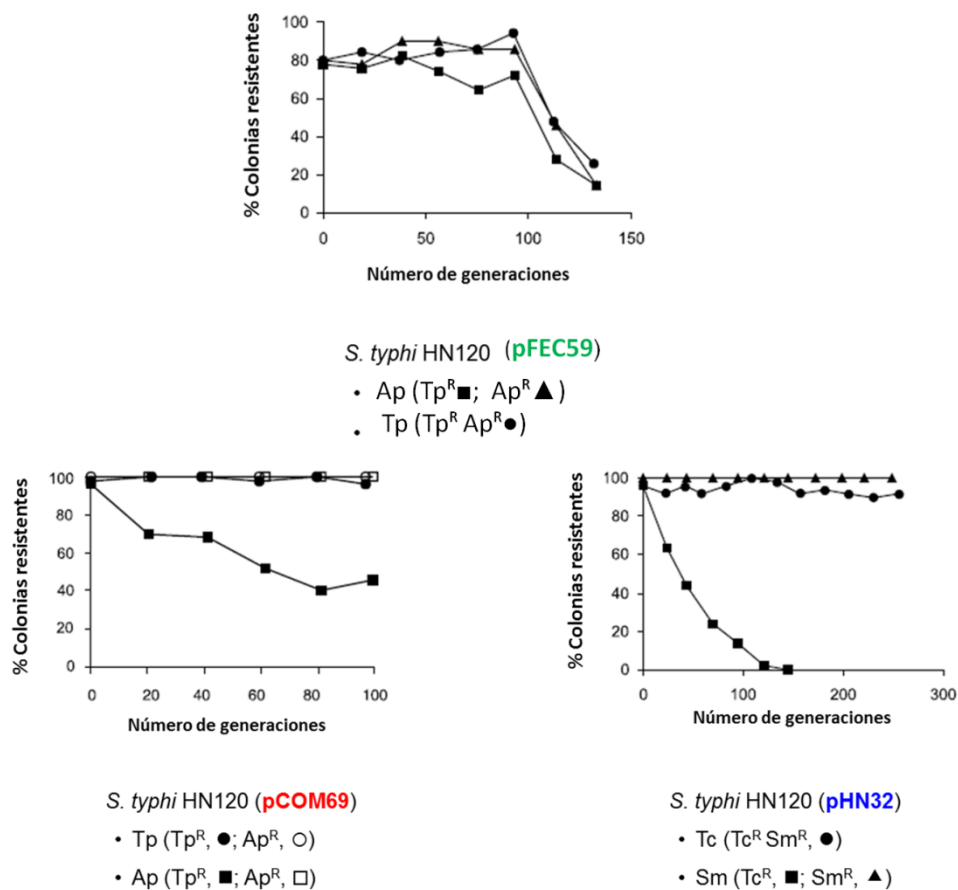 % Colonias resistentes
100
80
60
40
20
0
0 50 100 150
Número de generaciones
S. typhi HN120 (pFEC59)
• Ap (Tpᴿ■; Apᴿ ▲)
• Tp (Tpᴿ Apᴿ●)
% Colonias resistentes
100
80
60
40
20
0
0 20 40 60 80 100
Número de generaciones
S. typhi HN120 (pCOM69)
• Tp (Tpᴿ, ●; Apᴿ, ○)
• Ap (Tpᴿ, ■; Apᴿ, □)
% Colonias resistentes
100
80
60
40
20
0
0 100 200 300
Número de generaciones
S. typhi HN120 (pHN32)
• Tc (Tcᴿ Smᴿ, ●)
• Sm (Tcᴿ, ■; Smᴿ, ▲)